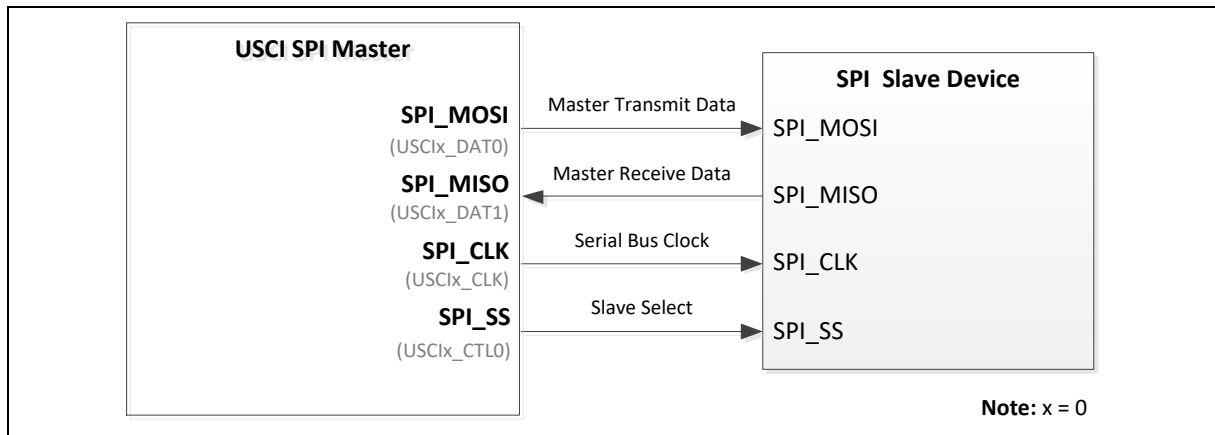 USCI SPI Master
SPI_MOSI
(USCIx_DAT0)
SPI_MISO
(USCIx_DAT1)
SPI_CLK
(USCIx_CLK)
SPI_SS
(USCIx_CTL0)
Master Transmit Data
Master Receive Data
Serial Bus Clock
Slave Select
SPI Slave Device
SPI_MOSI
SPI_MISO
SPI_CLK
SPI_SS
Note: x = 0